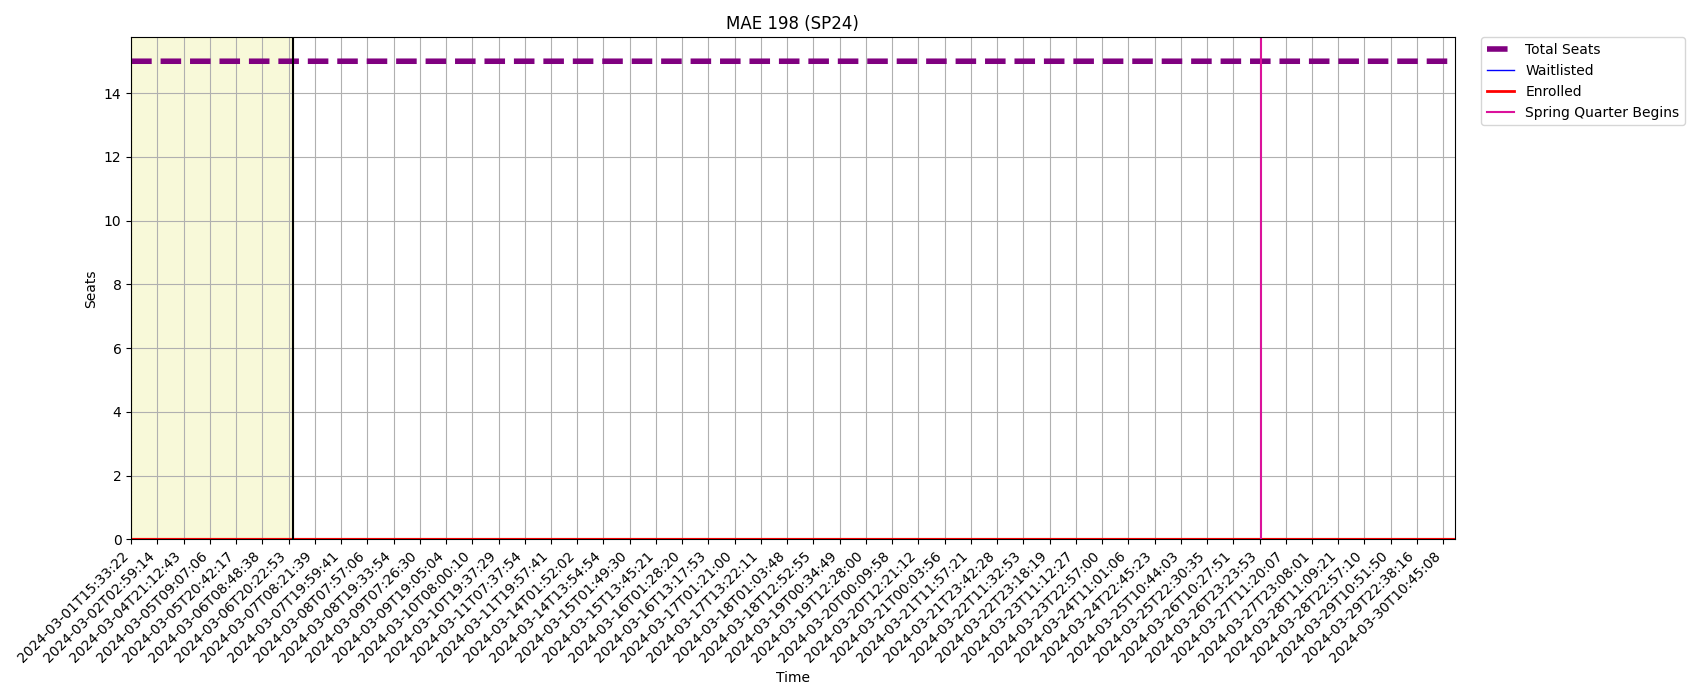 MAE 198 (SP24)
Total Seats
Waitlisted
Enrolled
Spring Quarter Begins
Seats
14
12
10
8
6
4
2
0
2024-03-01T15:33:22
2024-03-02T02:59:14
2024-03-04T21:12:43
2024-03-05T09:07:06
2024-03-05T20:42:17
2024-03-06T08:48:38
2024-03-06T20:22:53
2024-03-07T08:21:39
2024-03-07T19:59:41
2024-03-08T07:57:06
2024-03-08T19:33:54
2024-03-09T07:26:30
2024-03-09T19:05:04
2024-03-10T08:00:10
2024-03-10T19:37:29
2024-03-11T07:37:54
2024-03-11T19:57:41
2024-03-14T01:52:02
2024-03-14T13:54:54
2024-03-15T01:49:30
2024-03-15T13:45:21
2024-03-16T01:28:20
2024-03-16T13:17:53
2024-03-17T01:21:00
2024-03-17T13:22:11
2024-03-18T01:03:48
2024-03-18T12:52:55
2024-03-19T00:34:49
2024-03-19T12:28:00
2024-03-20T00:09:58
2024-03-20T12:21:12
2024-03-21T00:03:56
2024-03-21T11:57:21
2024-03-21T23:42:28
2024-03-22T11:32:53
2024-03-22T23:18:19
2024-03-23T11:12:27
2024-03-23T22:57:00
2024-03-24T11:01:06
2024-03-24T22:45:23
2024-03-25T10:44:03
2024-03-25T22:30:35
2024-03-26T10:27:51
2024-03-26T23:23:53
2024-03-27T11:20:07
2024-03-27T23:08:01
2024-03-28T11:09:21
2024-03-28T22:57:10
2024-03-29T10:51:50
2024-03-29T22:38:16
2024-03-30T10:45:08
Time